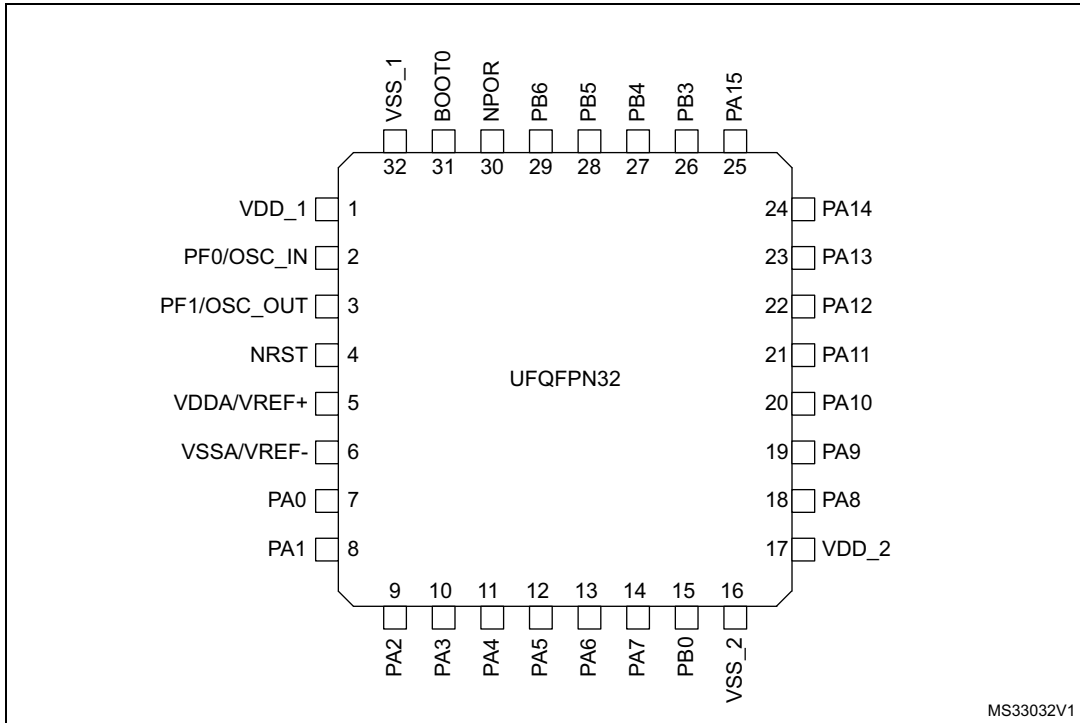 VSS_1
BOOT0
NPOR
PB6
PB5
PB4
PB3
PA15
32 31 30 29 28 27 26 25
VDD_1 1 24 PA14
PF0/OSC_IN 2 23 PA13
PF1/OSC_OUT 3 22 PA12
NRST 4 21 PA11
UFQFPN32
VDDA/VREF+ 5 20 PA10
VSSA/VREF- 6 19 PA9
PA0 7 18 PA8
PA1 8 17 VDD_2
9 10 11 12 13 14 15 16
PA2
PA3
PA4
PA5
PA6
PA7
PB0
VSS_2
MS33032V1